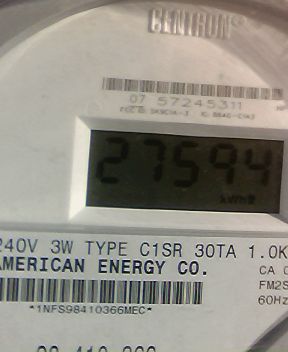 CENTRON®
07 57245311
27594
kWh
240V 3W TYPE C1SR 30TA 1.0K
AMERICAN ENERGY CO.
CA 0
FM2S
60Hz
*1NFS98410366MEC*